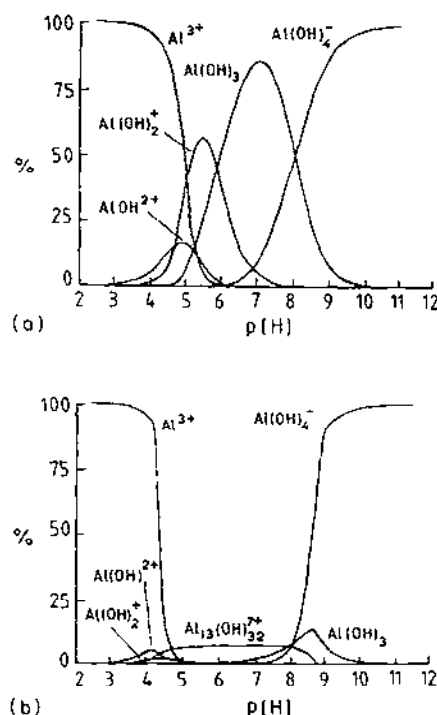 Al³⁺
Al(OH)₄⁻
100
Al(OH)₃
75
Al(OH)₂⁺
% 50
AlOH²⁺
25
0
2 3 4 5 6 7 8 9 10 11 12
(a) p[H]
100
Al³⁺
Al(OH)₄⁻
75
% 50
Al(OH)²⁺
25
Al(OH)₂⁺
Al₁₃(OH)₃₂⁷⁺
Al(OH)₃
0
2 3 4 5 6 7 8 9 10 11 12
(b) p[H]